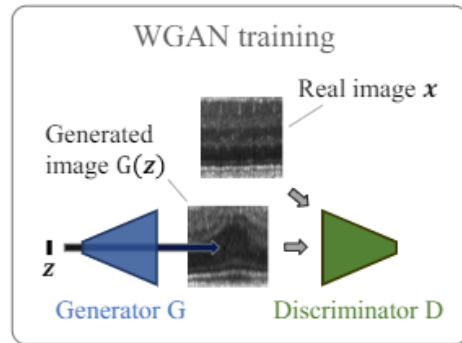 WGAN training
Real image x
Generated
image G(z)
z
Generator G
Discriminator D